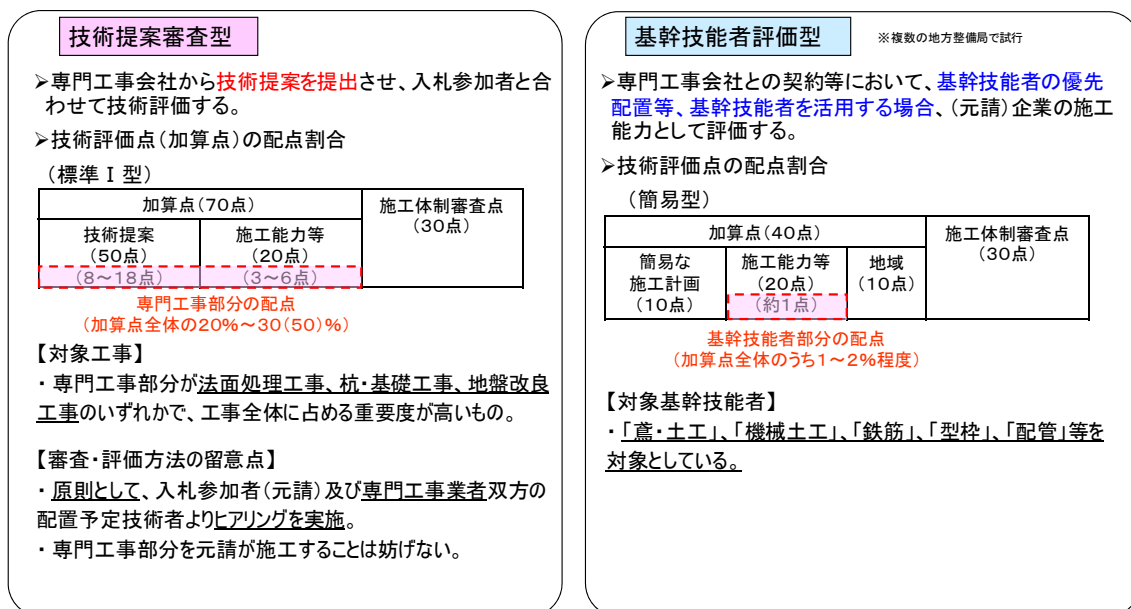 技術提案審査型
➢専門工事会社から技術提案を提出させ、入札参加者と合
わせて技術評価する。
➢技術評価点(加算点)の配点割合
(標準Ⅰ型)
加算点(70点)
施工体制審査点
(30点)
技術提案
(50点)
(8~18点)
施工能力等
(20点)
(3~6点)
専門工事部分の配点
(加算点全体の20%~30(50)%)
【対象工事】
・ 専門工事部分が法面処理工事、杭・基礎工事、地盤改良
工事のいずれかで、工事全体に占める重要度が高いもの。
【審査・評価方法の留意点】
・ 原則として、入札参加者(元請)及び専門工事業者双方の
配置予定技術者よりヒアリングを実施。
・ 専門工事部分を元請が施工することは妨げない。
基幹技能者評価型
※複数の地方整備局で試行
➢専門工事会社との契約等において、基幹技能者の優先
配置等、基幹技能者を活用する場合、(元請)企業の施工
能力として評価する。
➢技術評価点の配点割合
(簡易型)
加算点(40点)
施工体制審査点
(30点)
簡易な
施工計画
(10点)
施工能力等
(20点)
(約1点)
地域
(10点)
基幹技能者部分の配点
(加算点全体のうち1~2%程度)
【対象基幹技能者】
・「鳶・土工」、「機械土工」、「鉄筋」、「型枠」、「配管」等を
対象としている。